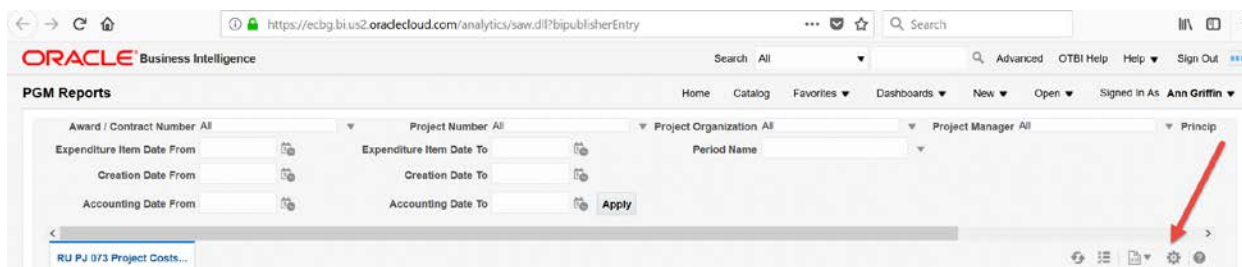 https://ecbg.bi.us2.oraclecloud.com/analytics/saw.dll?bipublisherEntry ... Search
ORACLE Business Intelligence Search All Advanced OTBI Help Help Sign Out
PGM Reports Home Catalog Favorites Dashboards New Open Signed In As Ann Griffin
Award / Contract Number All Project Number All Project Organization All Project Manager All Princip
Expenditure Item Date From Expenditure Item Date To Period Name
Creation Date From Creation Date To
Accounting Date From Accounting Date To Apply
RU PJ 073 Project Costs...